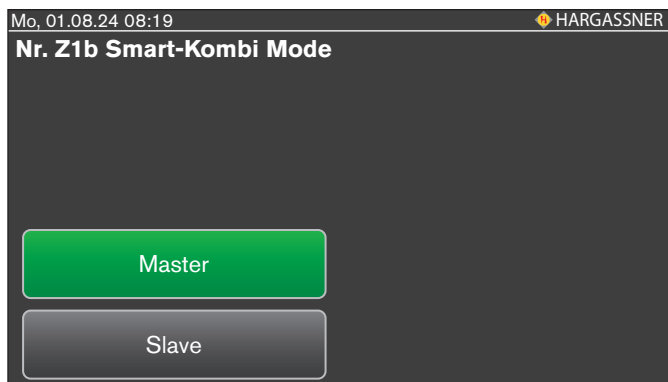 Mo, 01.08.24 08:19 HARGASSNER
Nr. Z1b Smart-Kombi Mode
Master
Slave